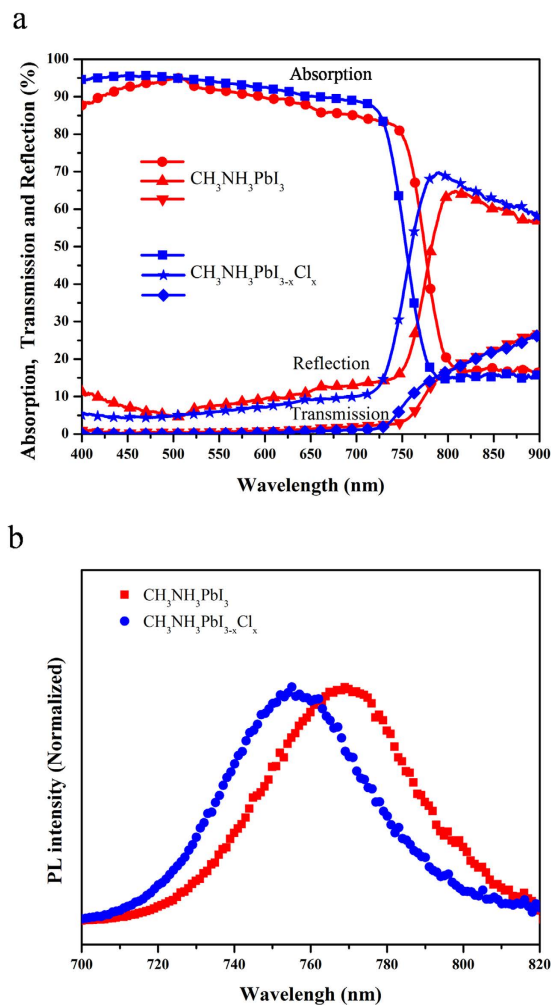 a
Absorption, Transmission and Reflection (%)
100
90
80
70
60
50
40
30
20
10
0
Absorption
CH3NH3PbI3
CH3NH3PbI3-xClx
Reflection
Transmission
400 450 500 550 600 650 700 750 800 850 900
Wavelength (nm)
b
PL intensity (Normalized)
CH3NH3PbI3
CH3NH3PbI3-xClx
700 720 740 760 780 800 820
Wavelengh (nm)